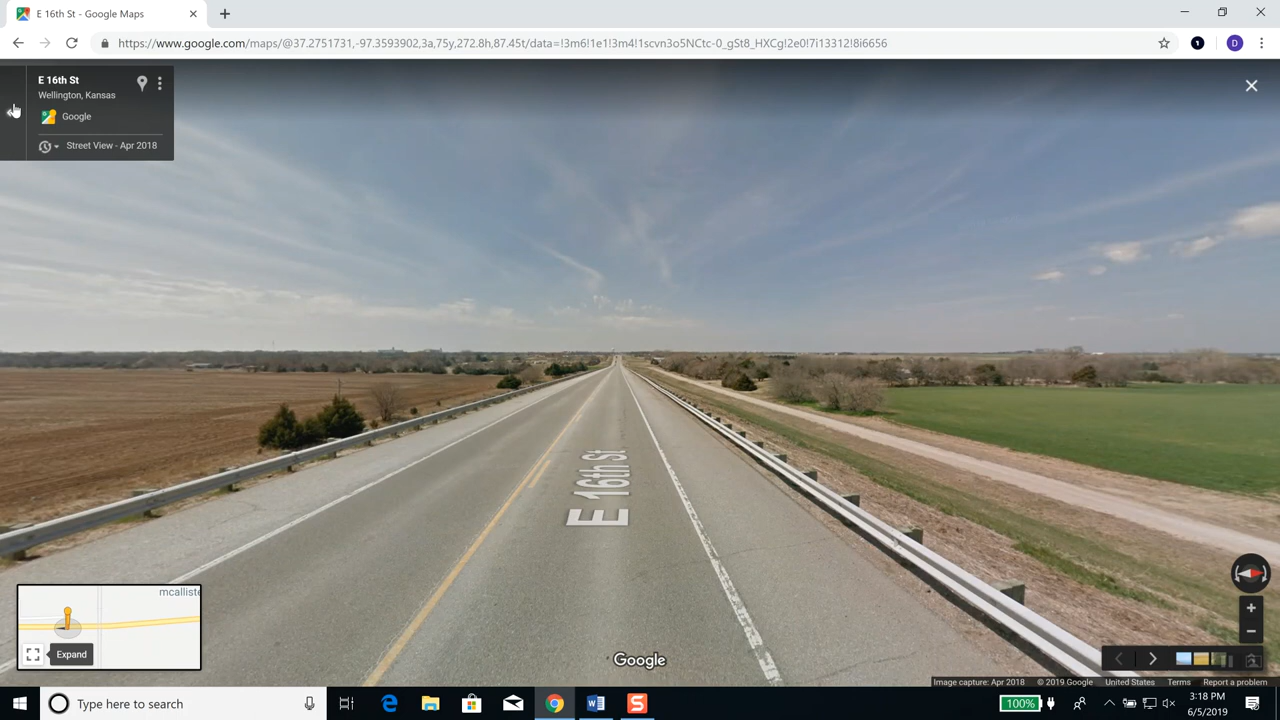 E 16th St - Google Maps
https://www.google.com/maps/@37.2751731,-97.3593902,3a,75y,272.8h,87.45t/data=!3m6!1e1!3m4!1scvn3o5NCtc-0_gSt8_HXCg!2e0!7i13312!8i6656
1
D
E 16th St
Wellington, Kansas
Google
Street View - Apr 2018
E 16th St
mcalliste
Expand
Google
Image capture: Apr 2018 © 2019 Google United States Terms Report a problem
Type here to search
100%
3:18 PM
6/5/2019